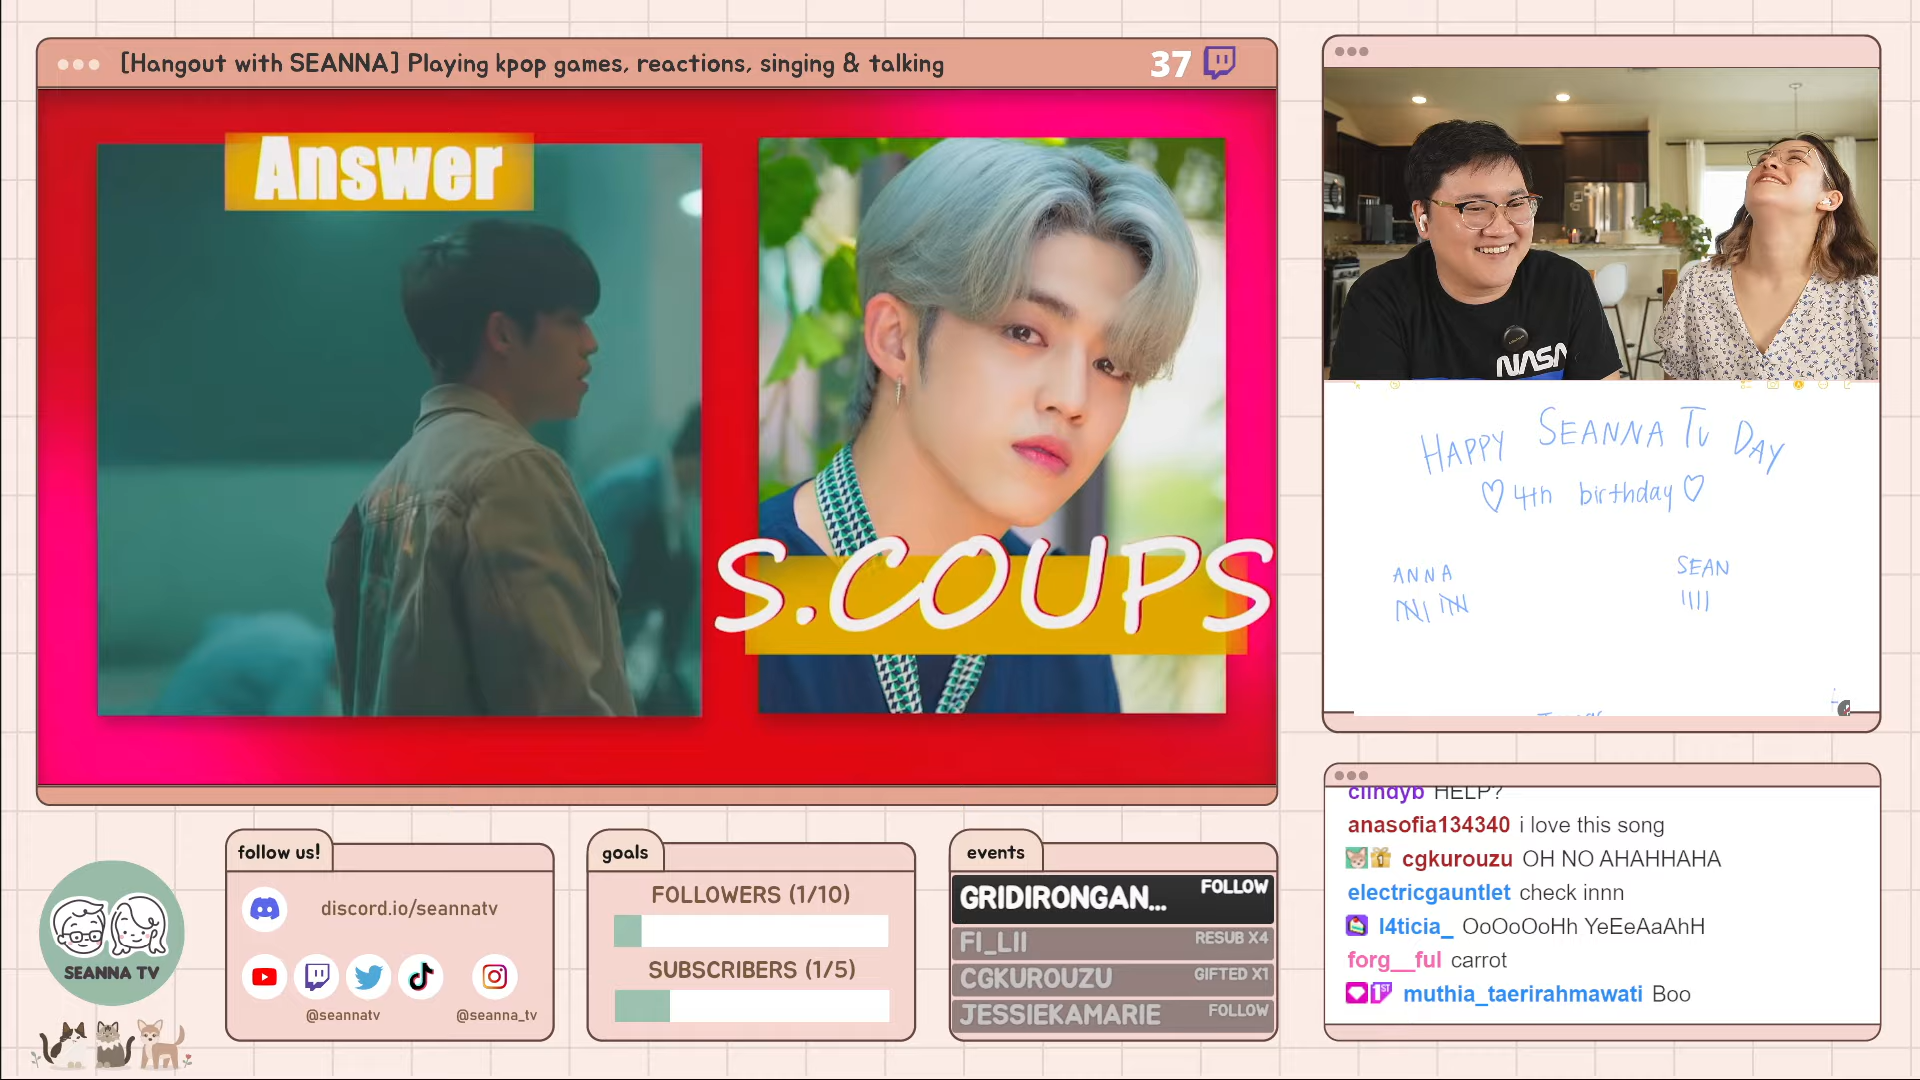 [Hangout with SEANNA] Playing kpop games, reactions, singing & talking
37
Answer
S.COUPS
NASA
HAPPY SEANNA TV DAY
♡ 4th birthday ♡
ANNA
SEAN
follow us!
discord.io/seannatv
@seannatv
@seanna_tv
SEANNA TV
goals
FOLLOWERS (1/10)
SUBSCRIBERS (1/5)
events
GRIDIRONGAN... FOLLOW
FI_LII RESUB X4
CGKUROUZU GIFTED X1
JESSIEKAMARIE FOLLOW
clindyb HELP?
anasofia134340 i love this song
cgkurouzu OH NO AHAHHAHA
electricgauntlet check innn
l4ticia_ OoOoOoHh YeEeAaAhH
forg__ful carrot
1ST muthia_taerirahmawati Boo